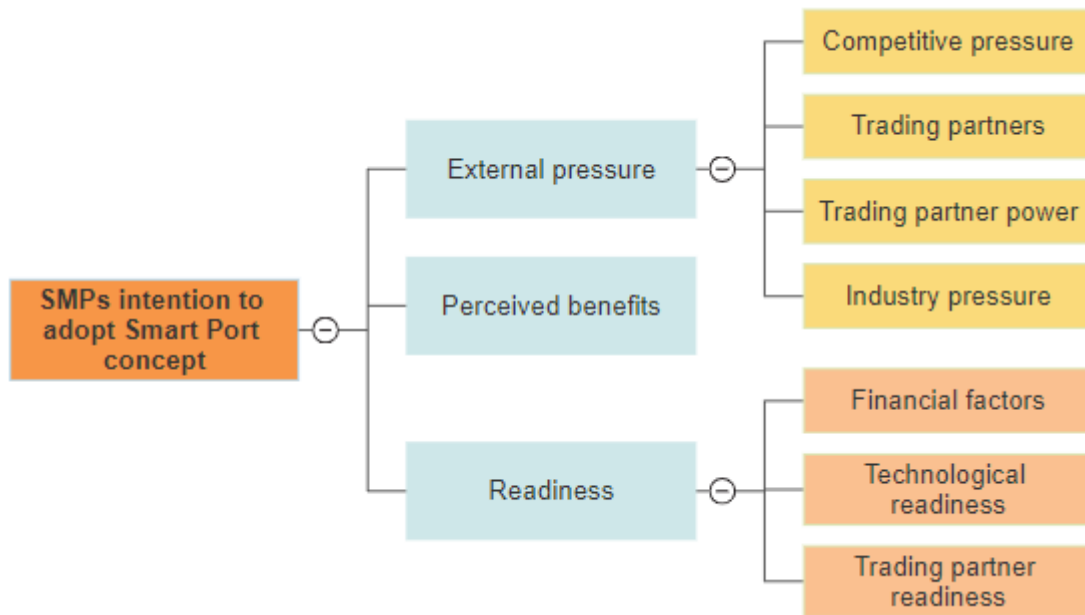 Competitive pressure
Trading partners
External pressure
Trading partner power
Industry pressure
SMPs intention to
adopt Smart Port
concept
Perceived benefits
Financial factors
Readiness
Technological
readiness
Trading partner
readiness